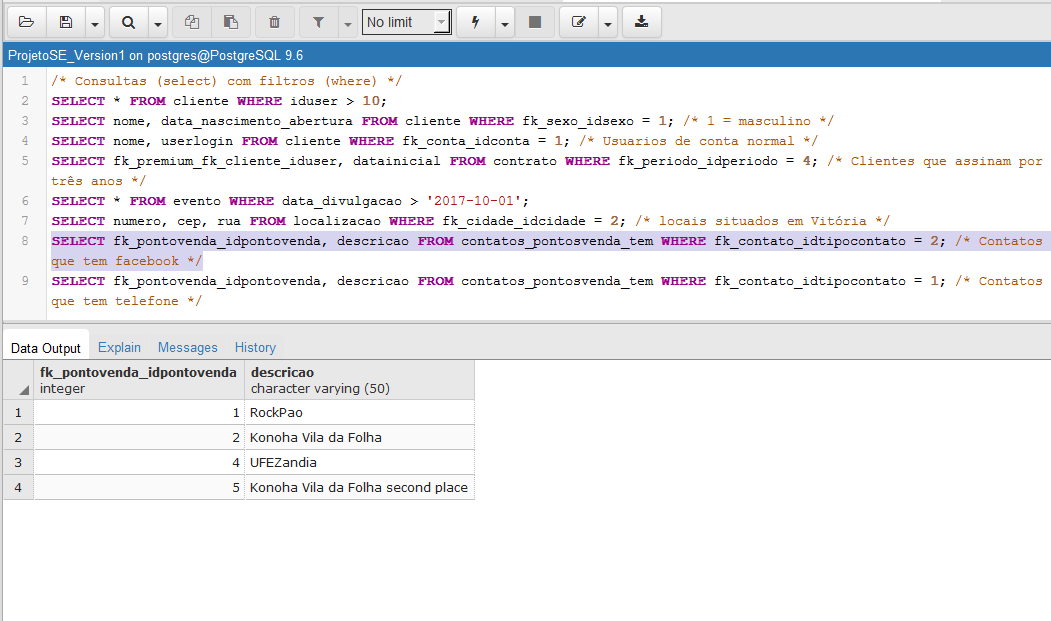 No limit
ProjetoSE_Version1 on postgres@PostgreSQL 9.6
1 /* Consultas (select) com filtros (where) */
2 SELECT * FROM cliente WHERE iduser > 10;
3 SELECT nome, data_nascimento_abertura FROM cliente WHERE fk_sexo_idsexo = 1; /* 1 = masculino */
4 SELECT nome, userlogin FROM cliente WHERE fk_conta_idconta = 1; /* Usuarios de conta normal */
5 SELECT fk_premium_fk_cliente_iduser, datainicial FROM contrato WHERE fk_periodo_idperiodo = 4; /* Clientes que assinam por
três anos */
6 SELECT * FROM evento WHERE data_divulgacao > '2017-10-01';
7 SELECT numero, cep, rua FROM localizacao WHERE fk_cidade_idcidade = 2; /* locais situados em Vitória */
8 SELECT fk_pontovenda_idpontovenda, descricao FROM contatos_pontosvenda_tem WHERE fk_contato_idtipocontato = 2; /* Contatos
que tem facebook */
9 SELECT fk_pontovenda_idpontovenda, descricao FROM contatos_pontosvenda_tem WHERE fk_contato_idtipocontato = 1; /* Contatos
que tem telefone */
Data Output Explain Messages History
fk_pontovenda_idpontovenda descricao
integer character varying (50)
1 1 RockPao
2 2 Konoha Vila da Folha
3 4 UFEZandia
4 5 Konoha Vila da Folha second place